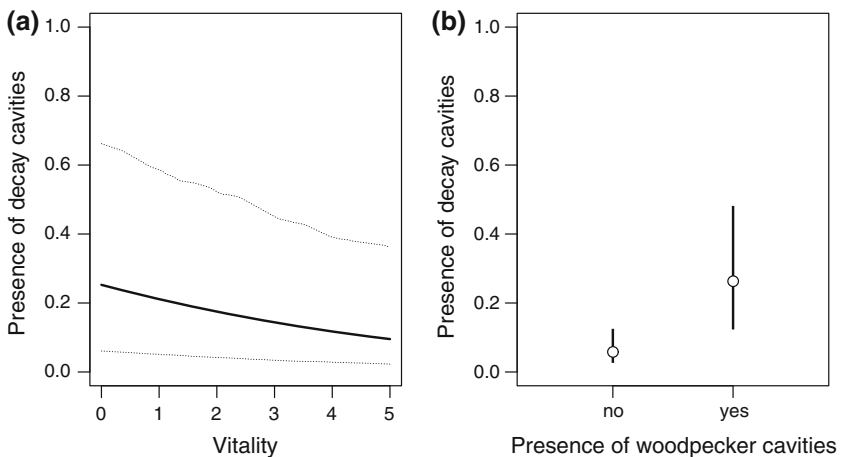 (a)
Presence of decay cavities
1.0
0.8
0.6
0.4
0.2
0.0
0 1 2 3 4 5
Vitality
(b)
Presence of decay cavities
1.0
0.8
0.6
0.4
0.2
0.0
no yes
Presence of woodpecker cavities